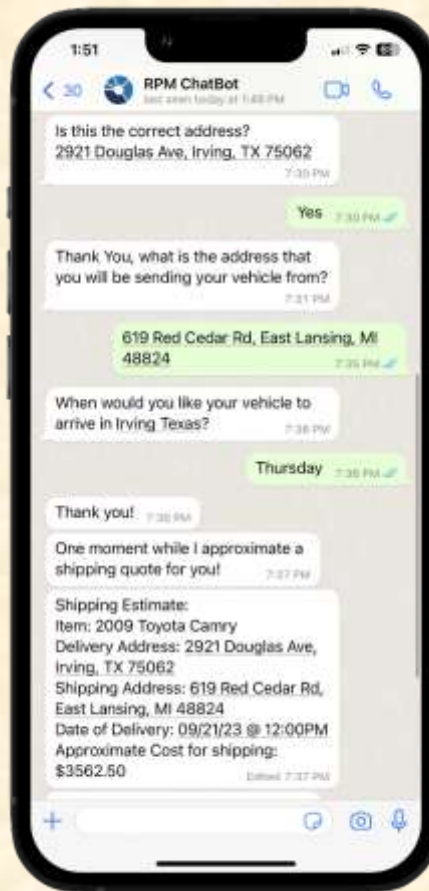 1:51
30
RPM ChatBot
last seen today at 1:48 PM
Is this the correct address?
2921 Douglas Ave, Irving, TX 75062
7:30 PM
Yes 7:30 PM
Thank You, what is the address that
you will be sending your vehicle from?
7:31 PM
619 Red Cedar Rd, East Lansing, MI
48824
7:35 PM
When would you like your vehicle to
arrive in Irving Texas?
7:36 PM
Thursday 7:36 PM
Thank you! 7:36 PM
One moment while I approximate a
shipping quote for you!
7:37 PM
Shipping Estimate:
Item: 2009 Toyota Camry
Delivery Address: 2921 Douglas Ave,
Irving, TX 75062
Shipping Address: 619 Red Cedar Rd,
East Lansing, MI 48824
Date of Delivery: 09/21/23 @ 12:00PM
Approximate Cost for shipping:
$3562.50
Edited 7:37 PM